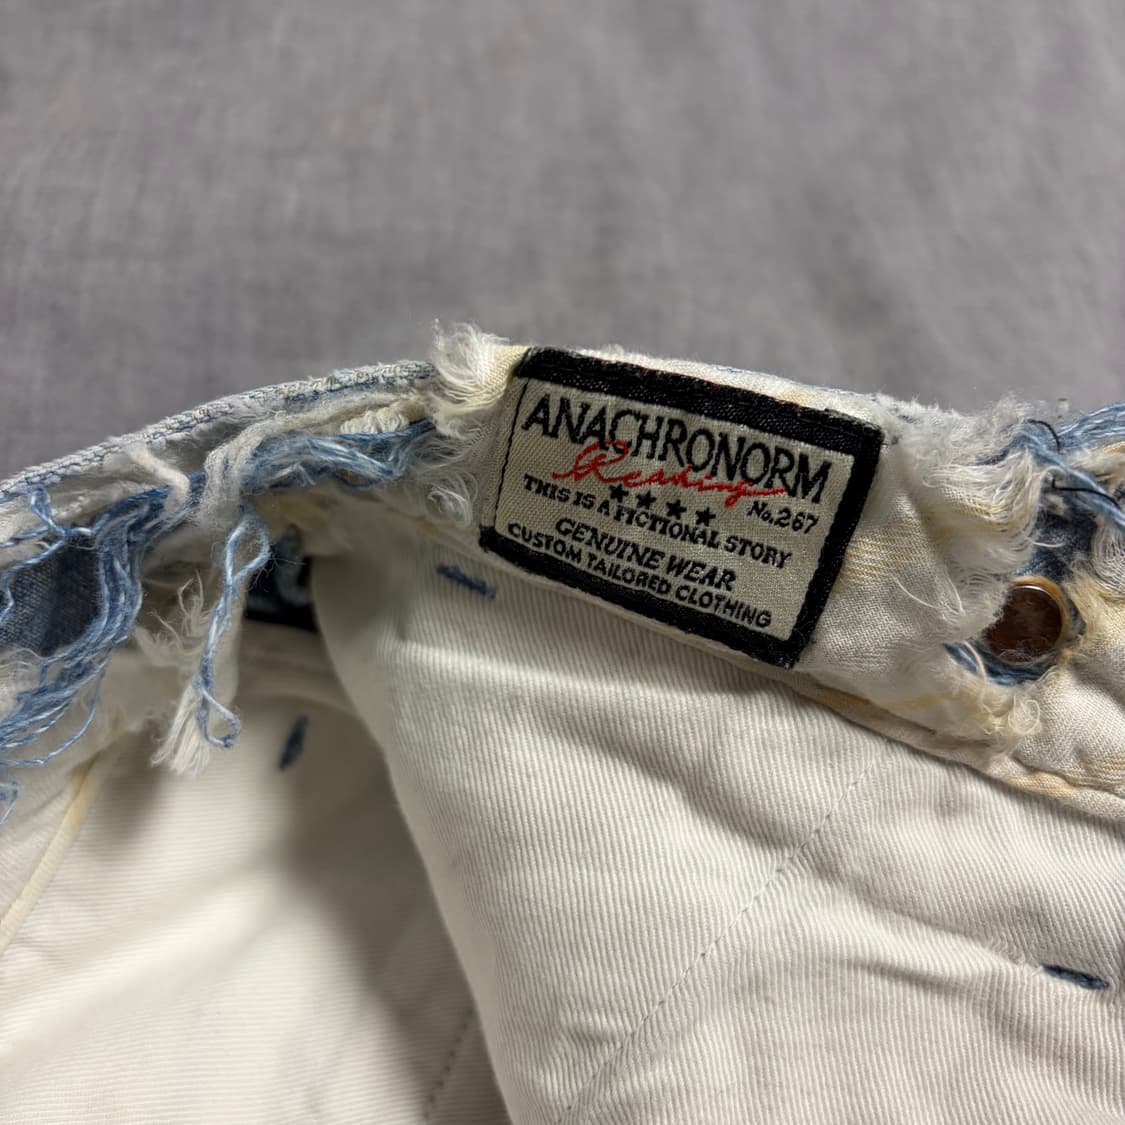 ANACHRONORM
Reading
No.267
★★★★
THIS IS A FICTIONAL STORY
GENUINE WEAR
CUSTOM TAILORED CLOTHING